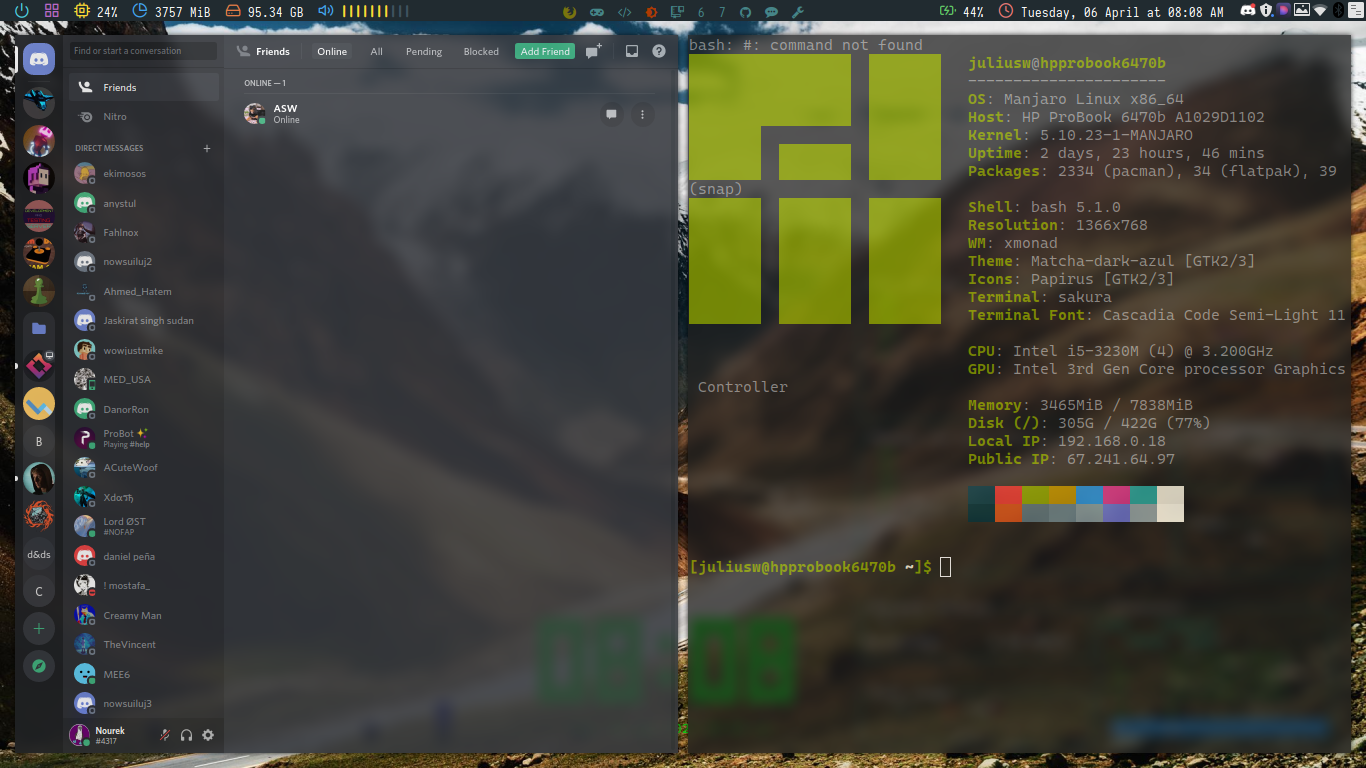 24% 3757 MiB 95.34 GB 6 7 44% Tuesday, 06 April at 08:08 AM
Find or start a conversation
Friends
Nitro
DIRECT MESSAGES +
ekimosos
anystul
Fahlnox
nowsuiluj2
Ahmed_Hatem
Jaskirat singh sudan
wowjustmike
MED_USA
DanorRon
ProBot
Playing #help
ACuteWoof
Lord ØST
#NOFAP
daniel peña
! mostafa_
Creamy Man
TheVincent
MEE6
nowsuiluj3
Nourek
#4317
B
d&ds
C
Friends Online All Pending Blocked Add Friend
ONLINE — 1
ASW
Online
bash: #: command not found
juliusw@hpprobook6470b
----------------------
OS: Manjaro Linux x86_64
Host: HP ProBook 6470b A1029D1102
Kernel: 5.10.23-1-MANJARO
Uptime: 2 days, 23 hours, 46 mins
Packages: 2334 (pacman), 34 (flatpak), 39
(snap)
Shell: bash 5.1.0
Resolution: 1366x768
WM: xmonad
Theme: Matcha-dark-azul [GTK2/3]
Icons: Papirus [GTK2/3]
Terminal: sakura
Terminal Font: Cascadia Code Semi-Light 11
CPU: Intel i5-3230M (4) @ 3.200GHz
GPU: Intel 3rd Gen Core processor Graphics
Controller
Memory: 3465MiB / 7838MiB
Disk (/): 305G / 422G (77%)
Local IP: 192.168.0.18
Public IP: 67.241.64.97
[juliusw@hpprobook6470b ~]$
08:08